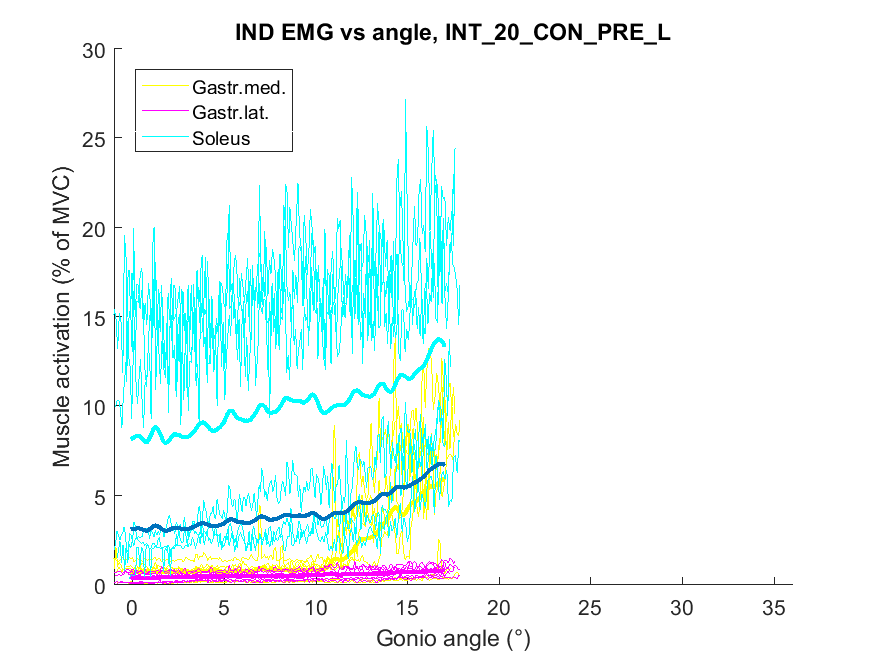 IND EMG vs angle, INT_20_CON_PRE_L
30
25
20
15
10
5
0
Muscle activation (% of MVC)
Gastr.med.
Gastr.lat.
Soleus
0 5 10 15 20 25 30 35
Gonio angle (°)